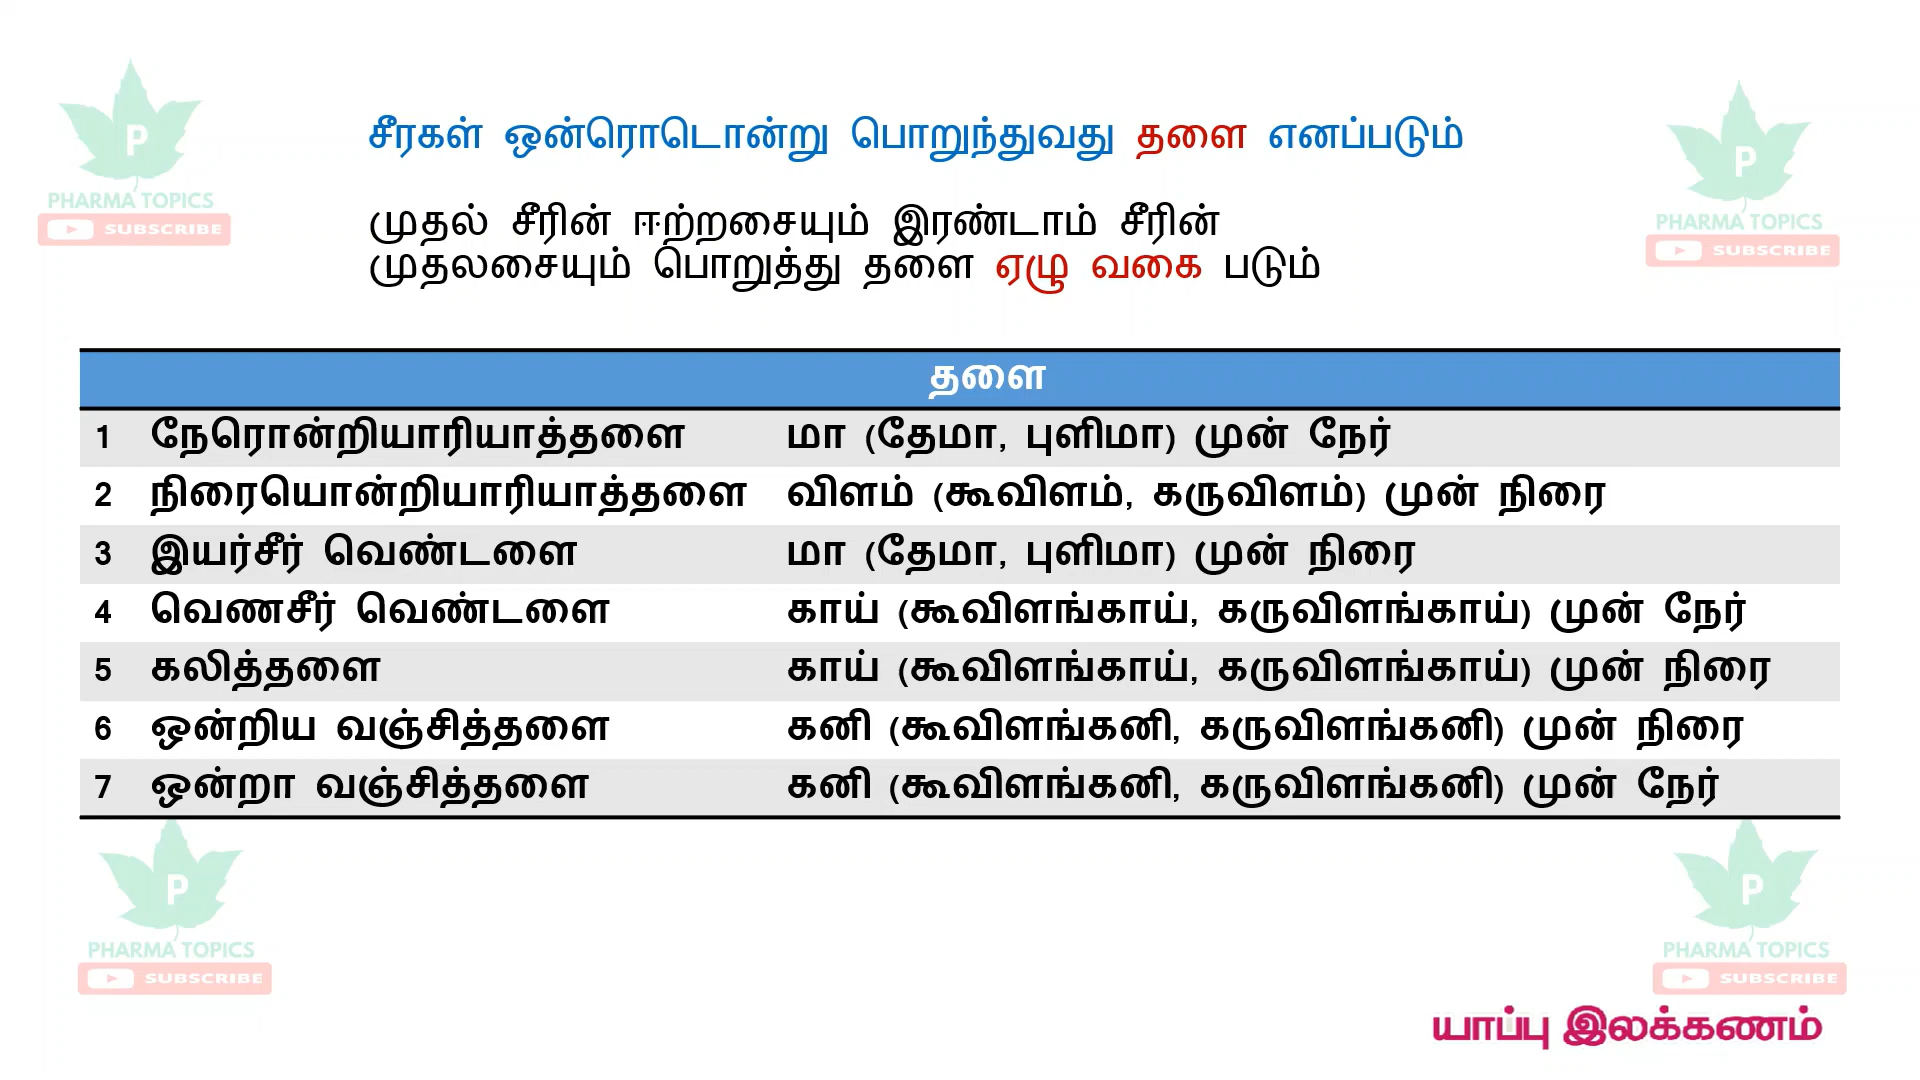 சீரகள் ஒன்ரொடொன்று பொறுந்துவது தளை எனப்படும்
முதல் சீரின் ஈற்றசையும் இரண்டாம் சீரின்
முதலசையும் பொறுத்து தளை ஏழு வகை படும்
தளை
1 நேரொன்றியாரியாத்தளை மா (தேமா, புளிமா) முன் நேர்
2 நிரையொன்றியாரியாத்தளை விளம் (கூவிளம், கருவிளம்) முன் நிரை
3 இயர்சீர் வெண்டளை மா (தேமா, புளிமா) முன் நிரை
4 வெணசீர் வெண்டளை காய் (கூவிளங்காய், கருவிளங்காய்) முன் நேர்
5 கலித்தளை காய் (கூவிளங்காய், கருவிளங்காய்) முன் நிரை
6 ஒன்றிய வஞ்சித்தளை கனி (கூவிளங்கனி, கருவிளங்கனி) முன் நிரை
7 ஒன்றா வஞ்சித்தளை கனி (கூவிளங்கனி, கருவிளங்கனி) முன் நேர்
யாப்பு இலக்கணம்
P
PHARMA TOPICS
SUBSCRIBE
P
PHARMA TOPICS
SUBSCRIBE
P
PHARMA TOPICS
SUBSCRIBE
P
PHARMA TOPICS
SUBSCRIBE